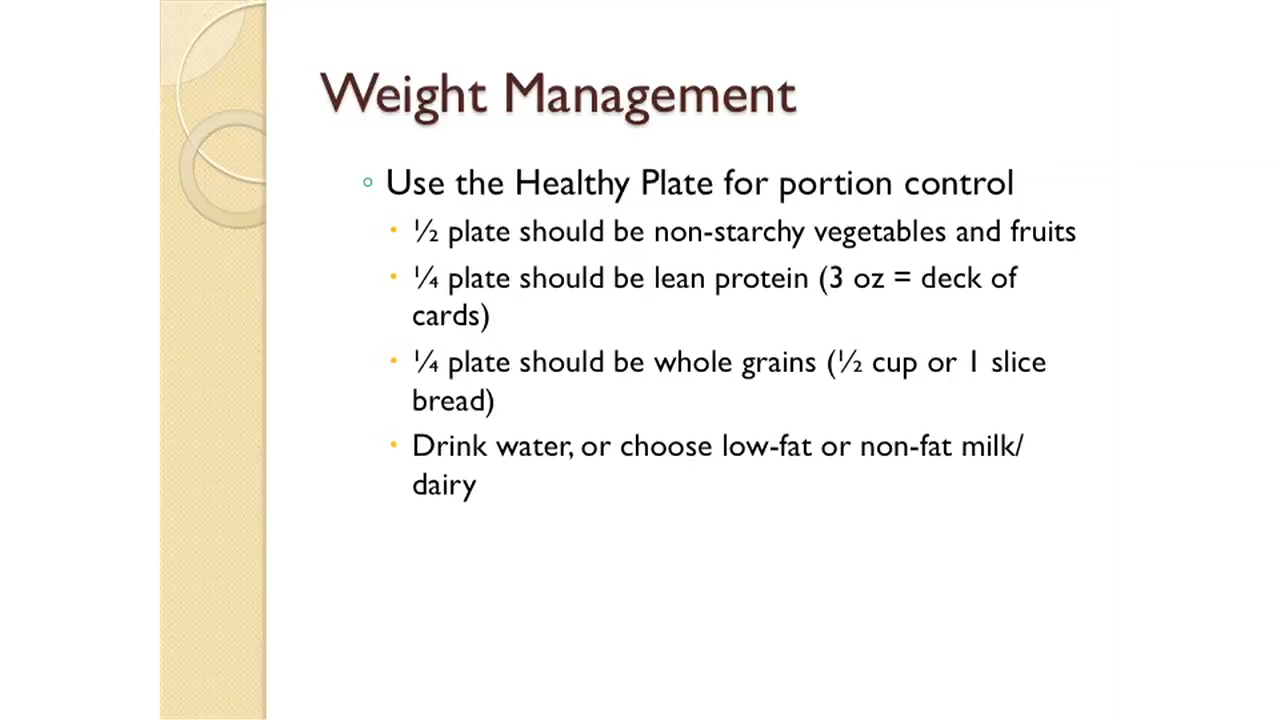 Weight Management
Use the Healthy Plate for portion control
½ plate should be non-starchy vegetables and fruits
¼ plate should be lean protein (3 oz = deck of
cards)
¼ plate should be whole grains (½ cup or 1 slice
bread)
Drink water, or choose low-fat or non-fat milk/
dairy